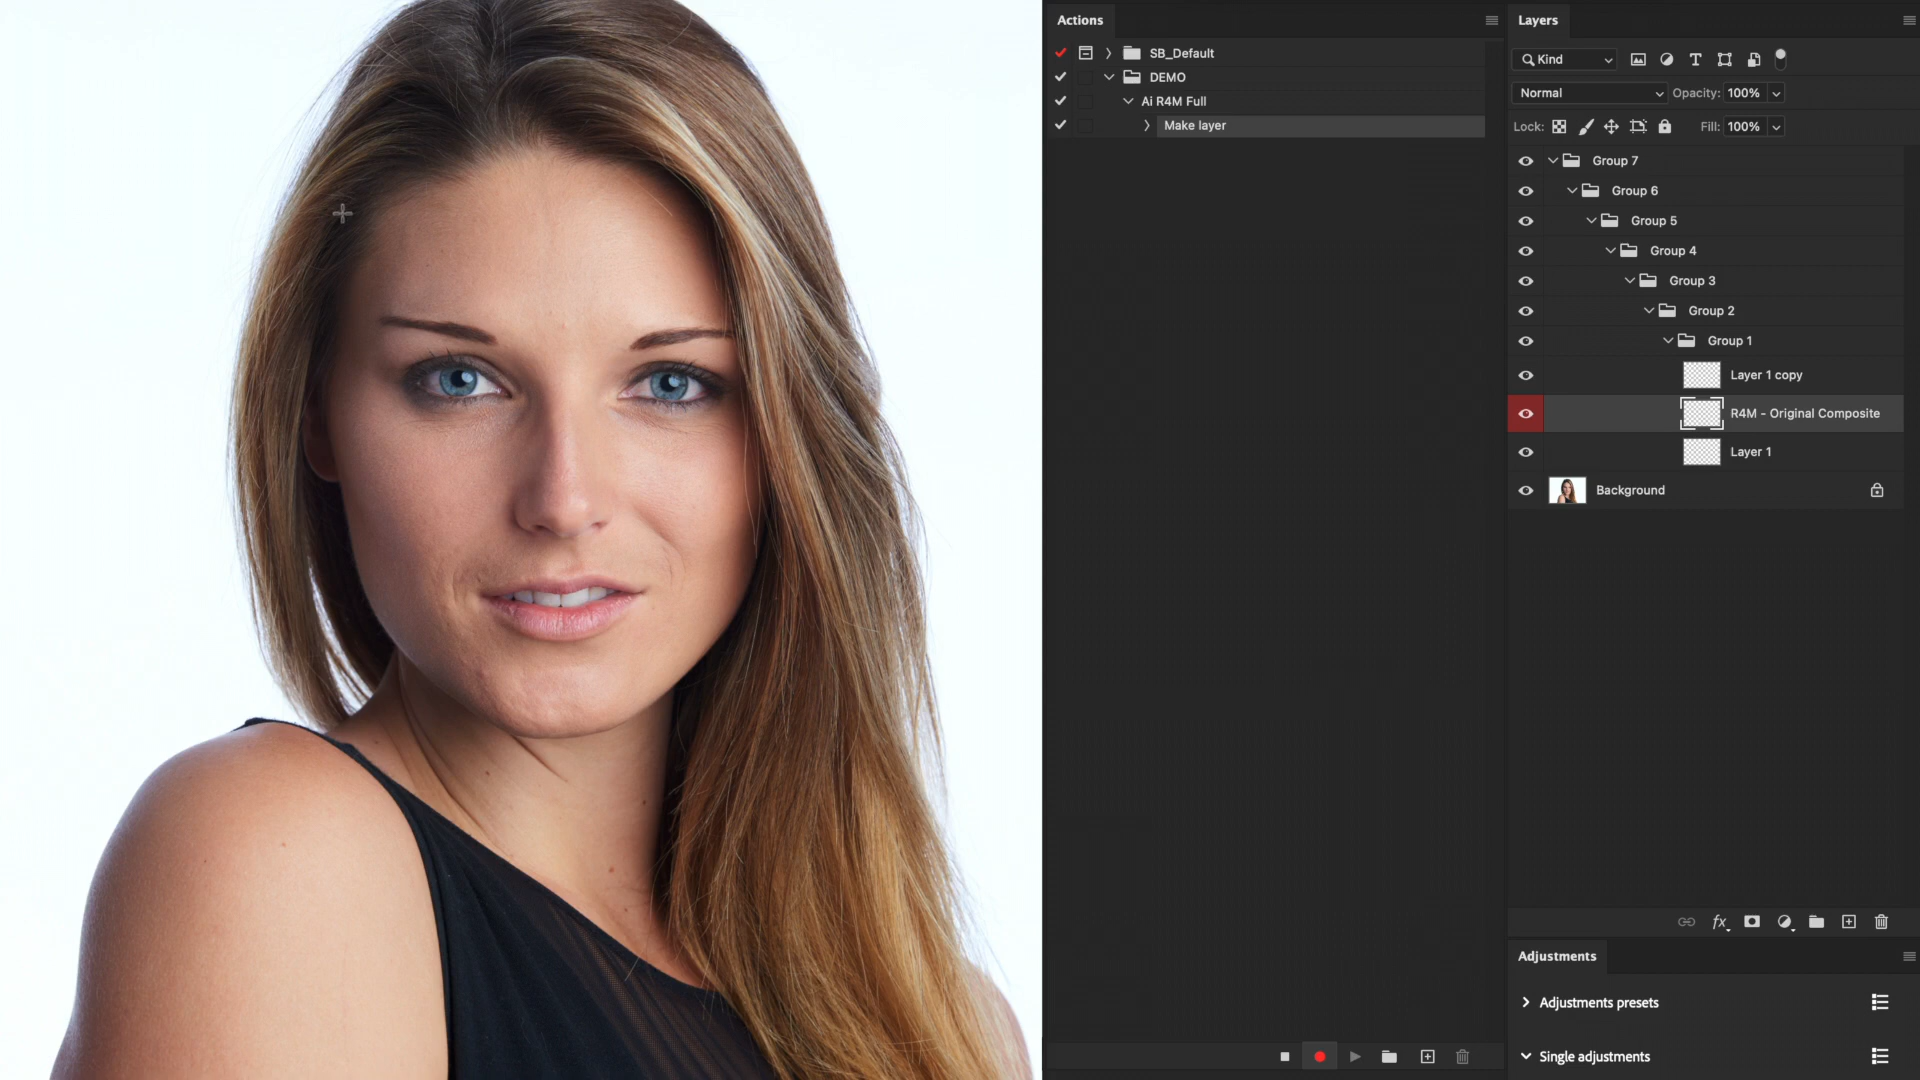 Actions
SB_Default
DEMO
Ai R4M Full
Make layer
Layers
Kind
Normal
Opacity: 100%
Lock:
Fill: 100%
Group 7
Group 6
Group 5
Group 4
Group 3
Group 2
Group 1
Layer 1 copy
R4M - Original Composite
Layer 1
Background
fx
Adjustments
Adjustments presets
Single adjustments